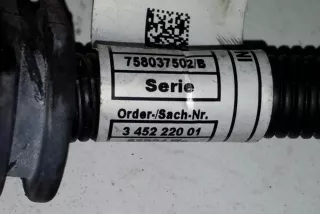 758037502/B
Serie
Order-/Sach-Nr.
3 452 220 01